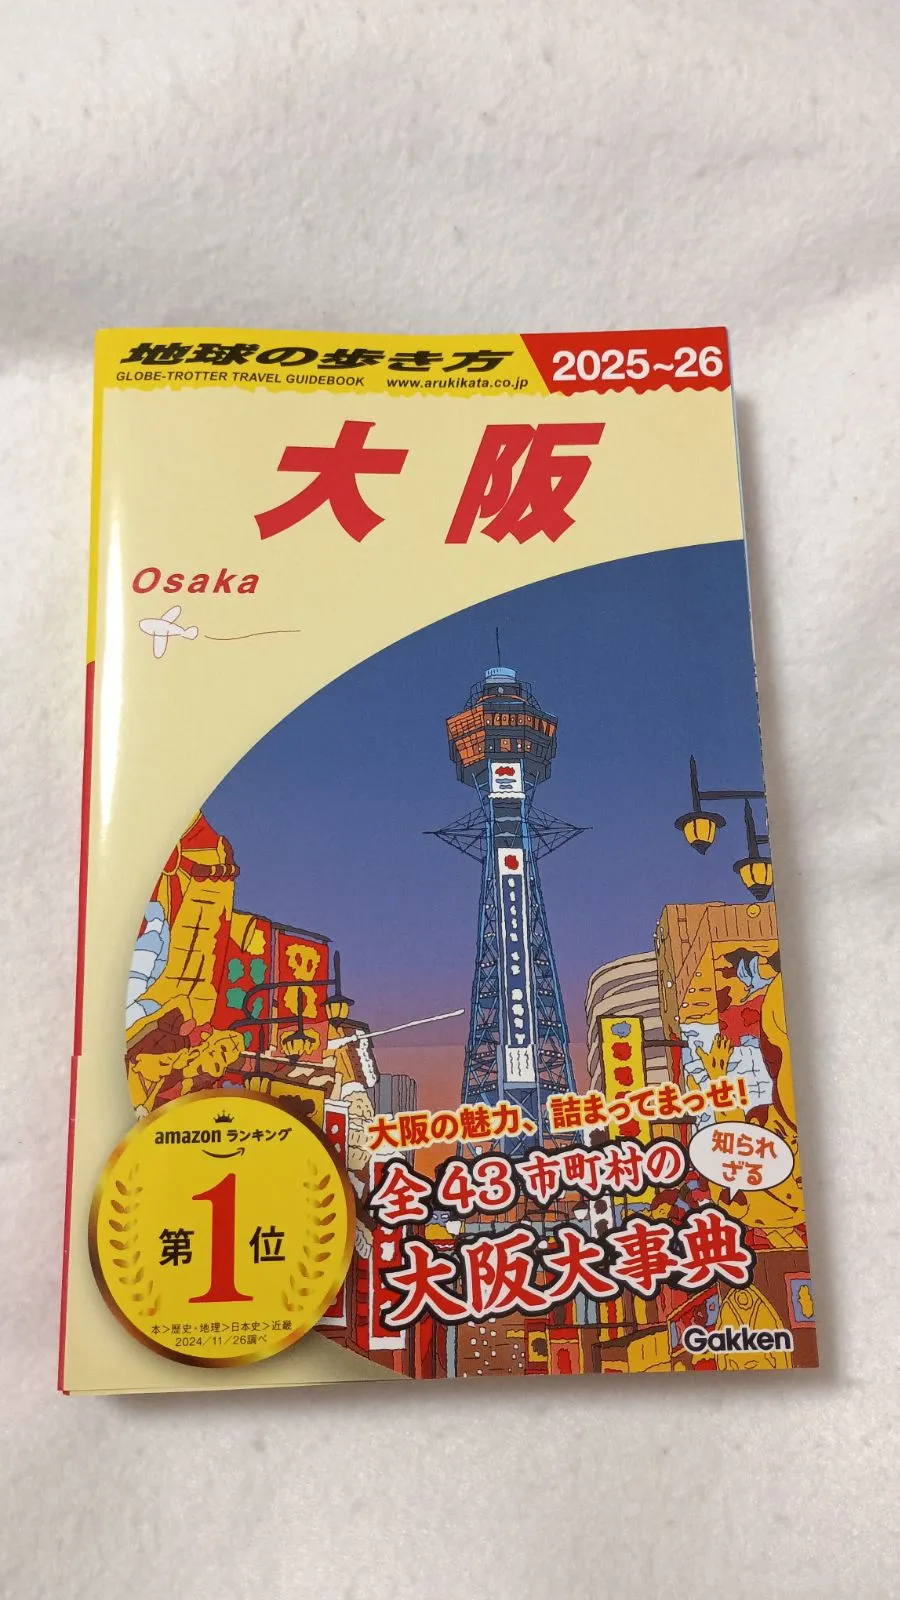 地球の歩き方
GLOBE-TROTTER TRAVEL GUIDEBOOK
www.arukikata.co.jp
2025~26
大阪
Osaka
大阪の魅力、詰まってまっせ!
知られ
ざる
全43市町村の
大阪大事典
amazon ランキング
第1位
本>歴史・地理>日本史>近畿
2024/11/26調べ
Gakken